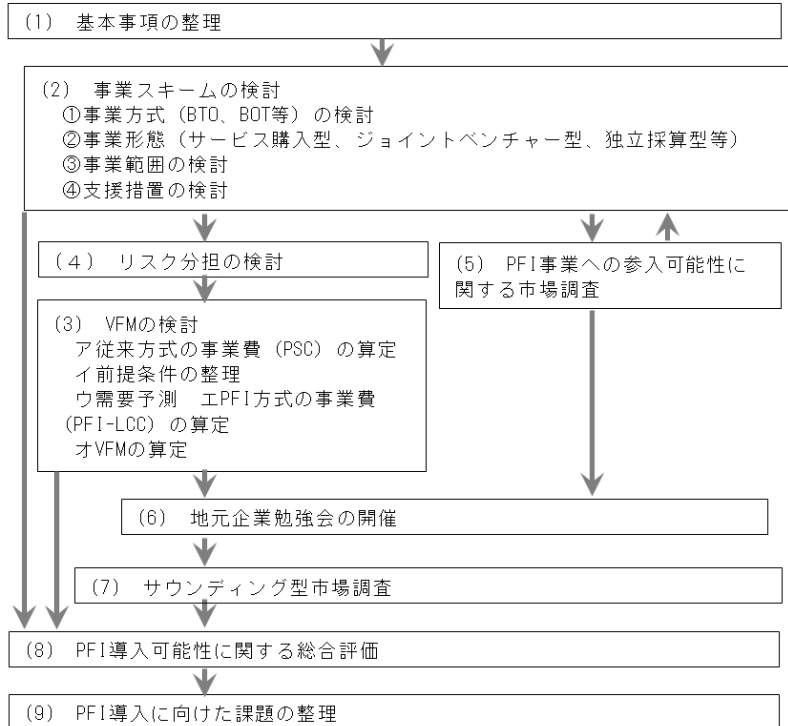 (1) 基本事項の整理
(2) 事業スキームの検討
①事業方式（BTO、BOT等）の検討
②事業形態（サービス購入型、ジョイントベンチャー型、独立採算型等）
③事業範囲の検討
④支援措置の検討
(４) リスク分担の検討
(5) PFI事業への参入可能性に
関する市場調査
(3) VFMの検討
ア従来方式の事業費（PSC）の算定
イ前提条件の整理
ウ需要予測　エPFI方式の事業費
(PFI-LCC）の算定
オVFMの算定
(6) 地元企業勉強会の開催
(7) サウンディング型市場調査
(8) PFI導入可能性に関する総合評価
(9) PFI導入に向けた課題の整理